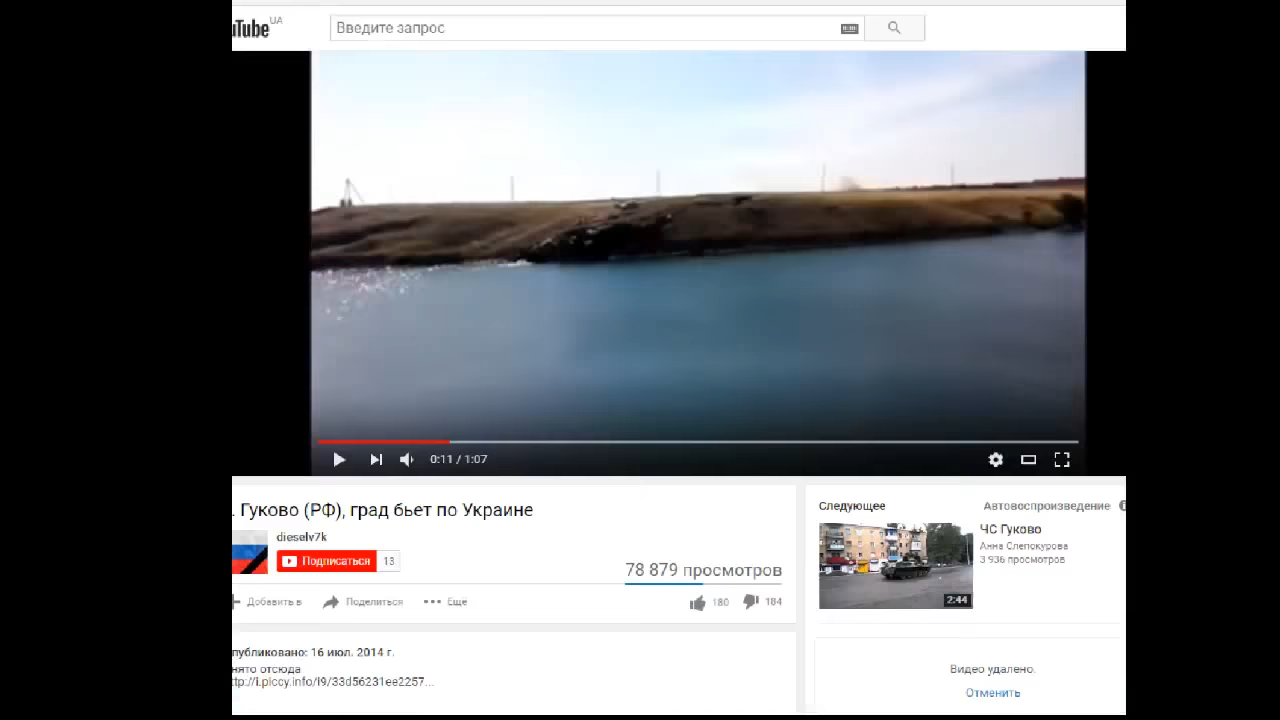 uTube UA
Введите запрос
0:11 / 1:07
. Гуково (РФ), град бьет по Украине
dieselv7k
Подписаться 13
78 879 просмотров
Добавить в Поделиться Ещё
180 184
публиковано: 16 июл. 2014 г.
нято отсюда
ttp://i.piccy.info/i9/33d56231ee2257...
Следующее Автовоспроизведение
ЧС Гуково
Анна Слепокурова
3 936 просмотров
2:44
Видео удалено.
Отменить